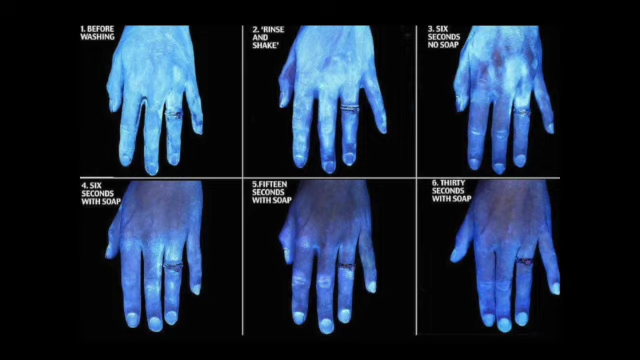 1. BEFORE
WASHING
2. 'RINSE
AND
SHAKE'
3. SIX
SECONDS
NO SOAP
4. SIX
SECONDS
WITH SOAP
5.FIFTEEN
SECONDS
WITH SOAP
6. THIRTY
SECONDS
WITH SOAP